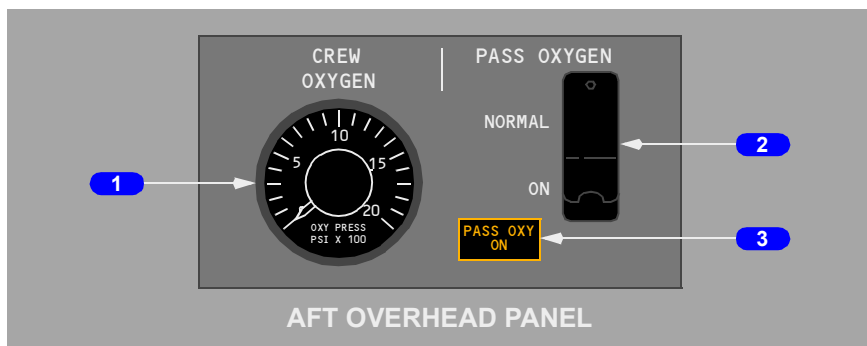 CREW
OXYGEN
PASS OXYGEN
10
5
15
20
OXY PRESS
PSI X 100
NORMAL
ON
PASS OXY
ON
1
2
3
AFT OVERHEAD PANEL